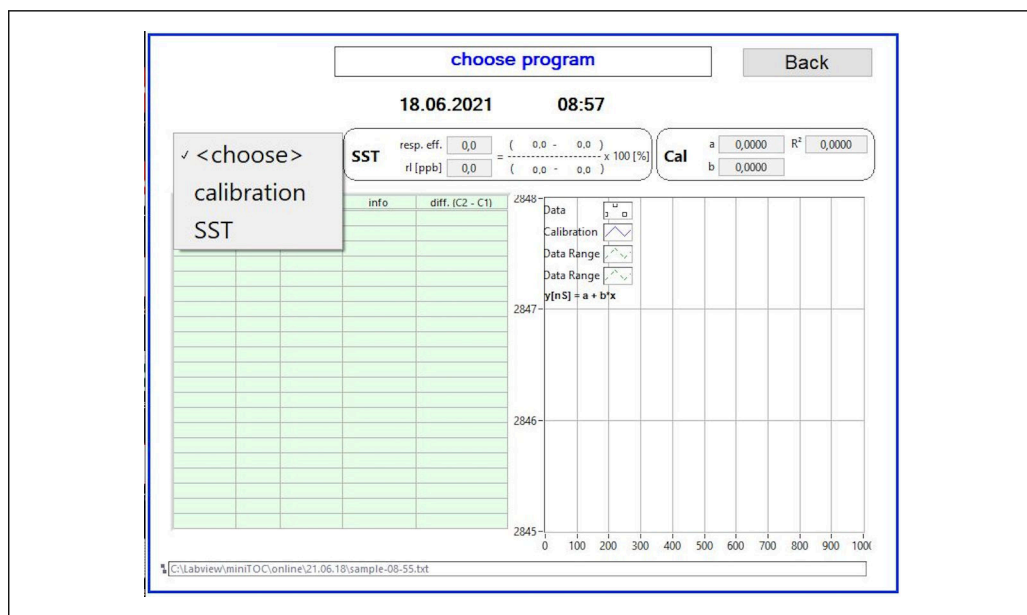 choose program
Back
18.06.2021 08:57
✓ <choose>
calibration
SST
SST resp. eff. 0,0 = ( 0,0 - 0,0 ) x 100 [%]
rl [ppb] 0,0 ( 0,0 - 0,0 )
Cal a 0,0000 R² 0,0000
b 0,0000
info diff. (C2 - C1)
2848
Data
Calibration
Data Range
Data Range
y[nS] = a + b*x
2847
2846
2845
0 100 200 300 400 500 600 700 800 900 1000
C:\Labview\miniTOC\online\21.06.18\sample-08-55.txt